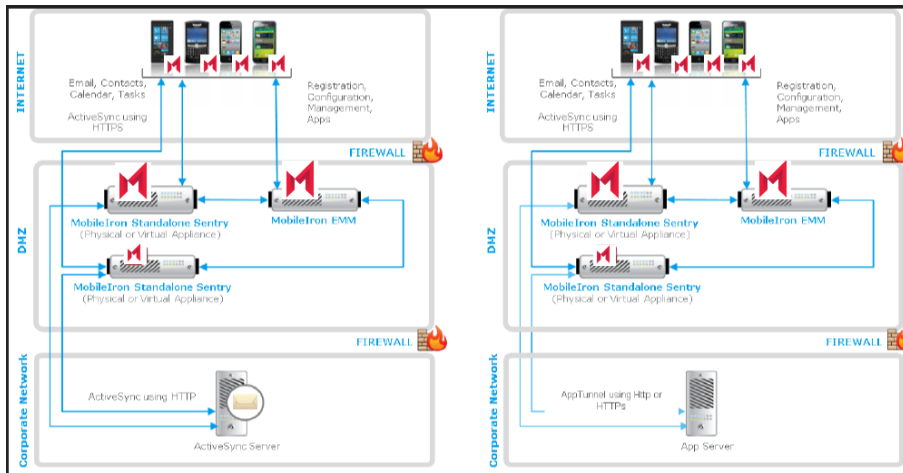 INTERNET
Email, Contacts,
Calendar, Tasks
ActiveSync using
HTTPS
Registration,
Configuration,
Management,
Apps
FIREWALL
DMZ
MobileIron Standalone Sentry
(Physical or Virtual Appliance)
MobileIron EMM
MobileIron Standalone Sentry
(Physical or Virtual Appliance)
FIREWALL
Corporate Network
ActiveSync using HTTP
ActiveSync Server
INTERNET
Email, Contacts,
Calendar, Tasks
ActiveSync using
HTTPS
Registration,
Configuration,
Management,
Apps
FIREWALL
DMZ
MobileIron Standalone Sentry
(Physical or Virtual Appliance)
MobileIron EMM
MobileIron Standalone Sentry
(Physical or Virtual Appliance)
FIREWALL
Corporate Network
AppTunnel using Http or
HTTPs
App Server